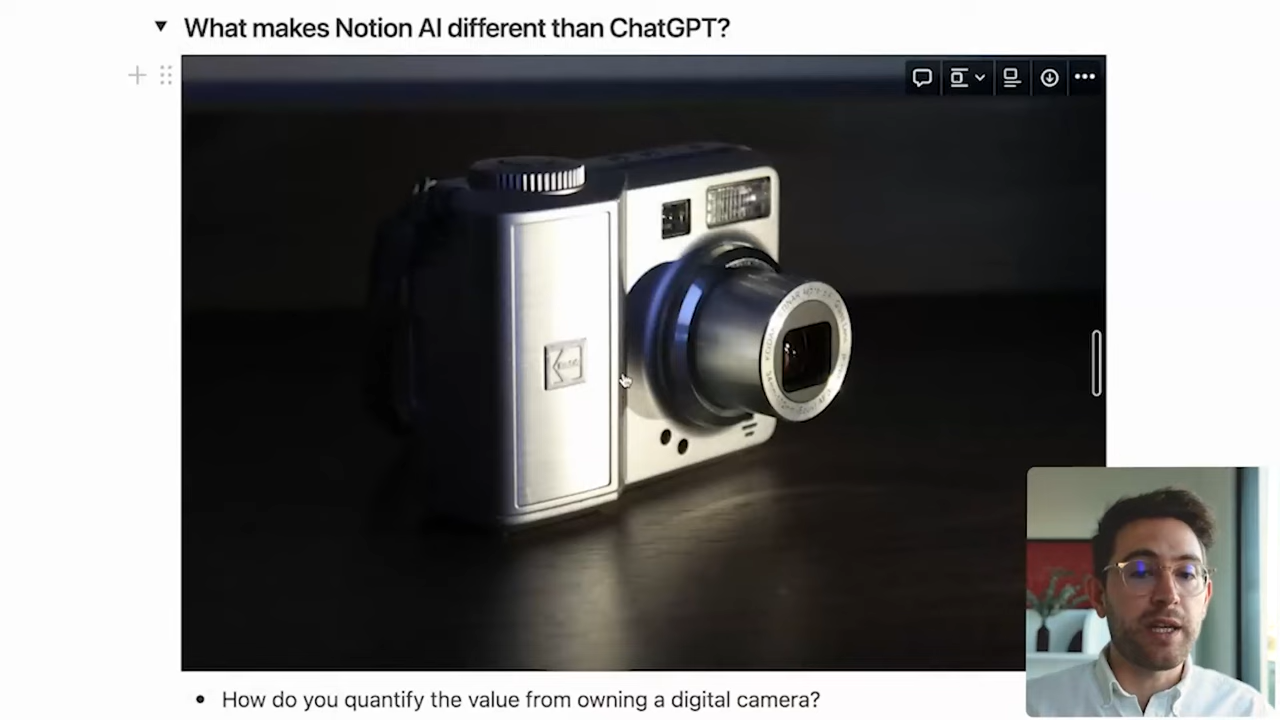 What makes Notion AI different than ChatGPT?
How do you quantify the value from owning a digital camera?